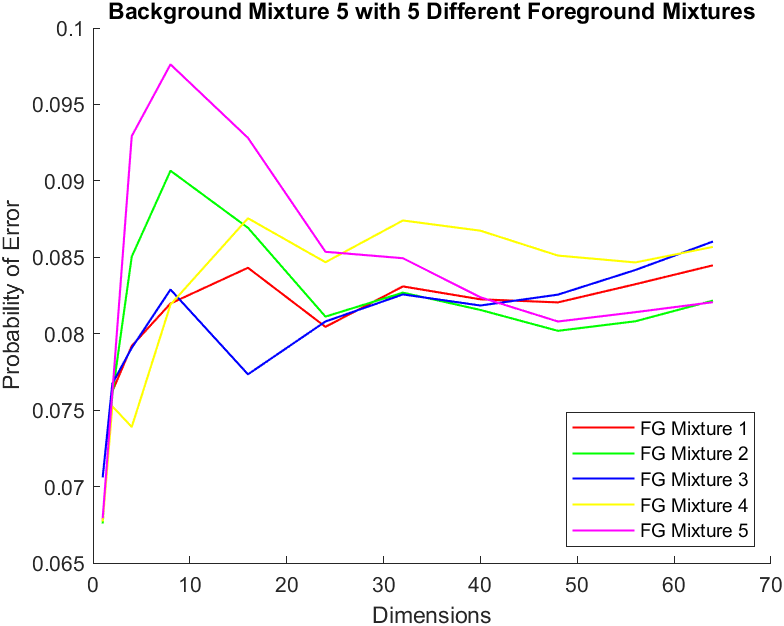 Background Mixture 5 with 5 Different Foreground Mixtures
0.1
0.095
0.09
0.085
0.08
0.075
0.07
0.065
Probability of Error
FG Mixture 1
FG Mixture 2
FG Mixture 3
FG Mixture 4
FG Mixture 5
0 10 20 30 40 50 60 70
Dimensions